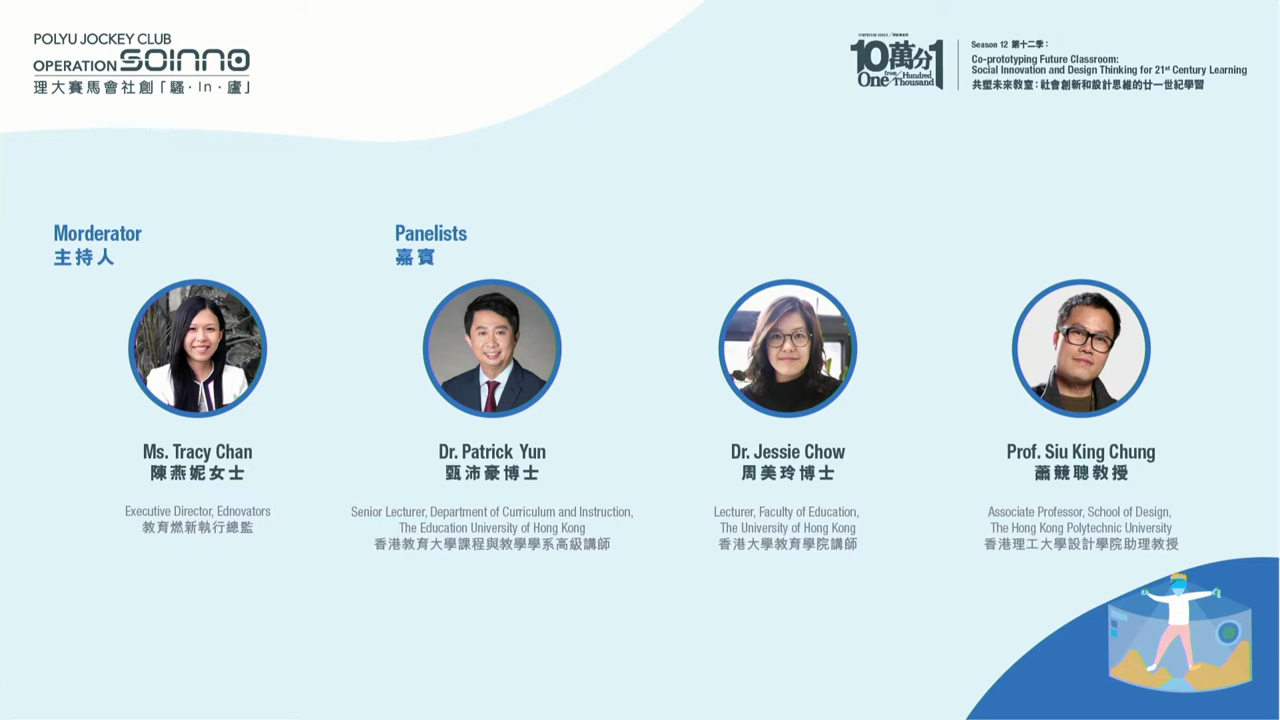 POLYU JOCKEY CLUB
OPERATION SOINNO
理大賽馬會社創「騷·In·廬」
10萬分1
One from Hundred Thousand
Season 12 第十二季：
Co-prototyping Future Classroom:
Social Innovation and Design Thinking for 21st Century Learning
共塑未來教室：社會創新和設計思維的廿一世紀學習
Morderator
主持人
Panelists
嘉賓
Ms. Tracy Chan
陳燕妮女士
Executive Director, Ednovators
教育燃新執行總監
Dr. Patrick Yun
甄沛豪博士
Senior Lecturer, Department of Curriculum and Instruction,
The Education University of Hong Kong
香港教育大學課程與教學學系高級講師
Dr. Jessie Chow
周美玲博士
Lecturer, Faculty of Education,
The University of Hong Kong
香港大學教育學院講師
Prof. Siu King Chung
蕭競聰教授
Associate Professor, School of Design,
The Hong Kong Polytechnic University
香港理工大學設計學院助理教授